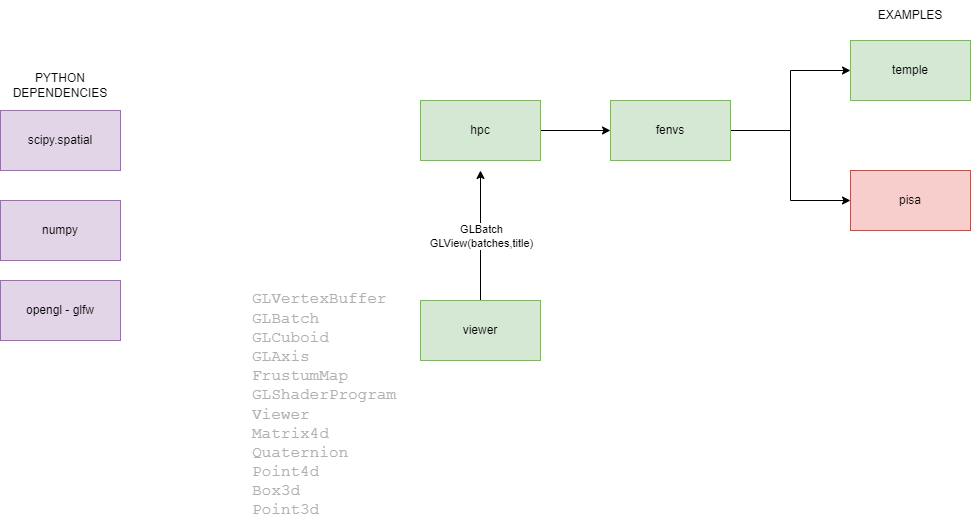 EXAMPLES
temple
PYTHON
DEPENDENCIES
scipy.spatial
hpc
fenvs
pisa
numpy
GLBatch
GLView(batches,title)
opengl - glfw
viewer
GLVertexBuffer
GLBatch
GLCuboid
GLAxis
FrustumMap
GLShaderProgram
Viewer
Matrix4d
Quaternion
Point4d
Box3d
Point3d